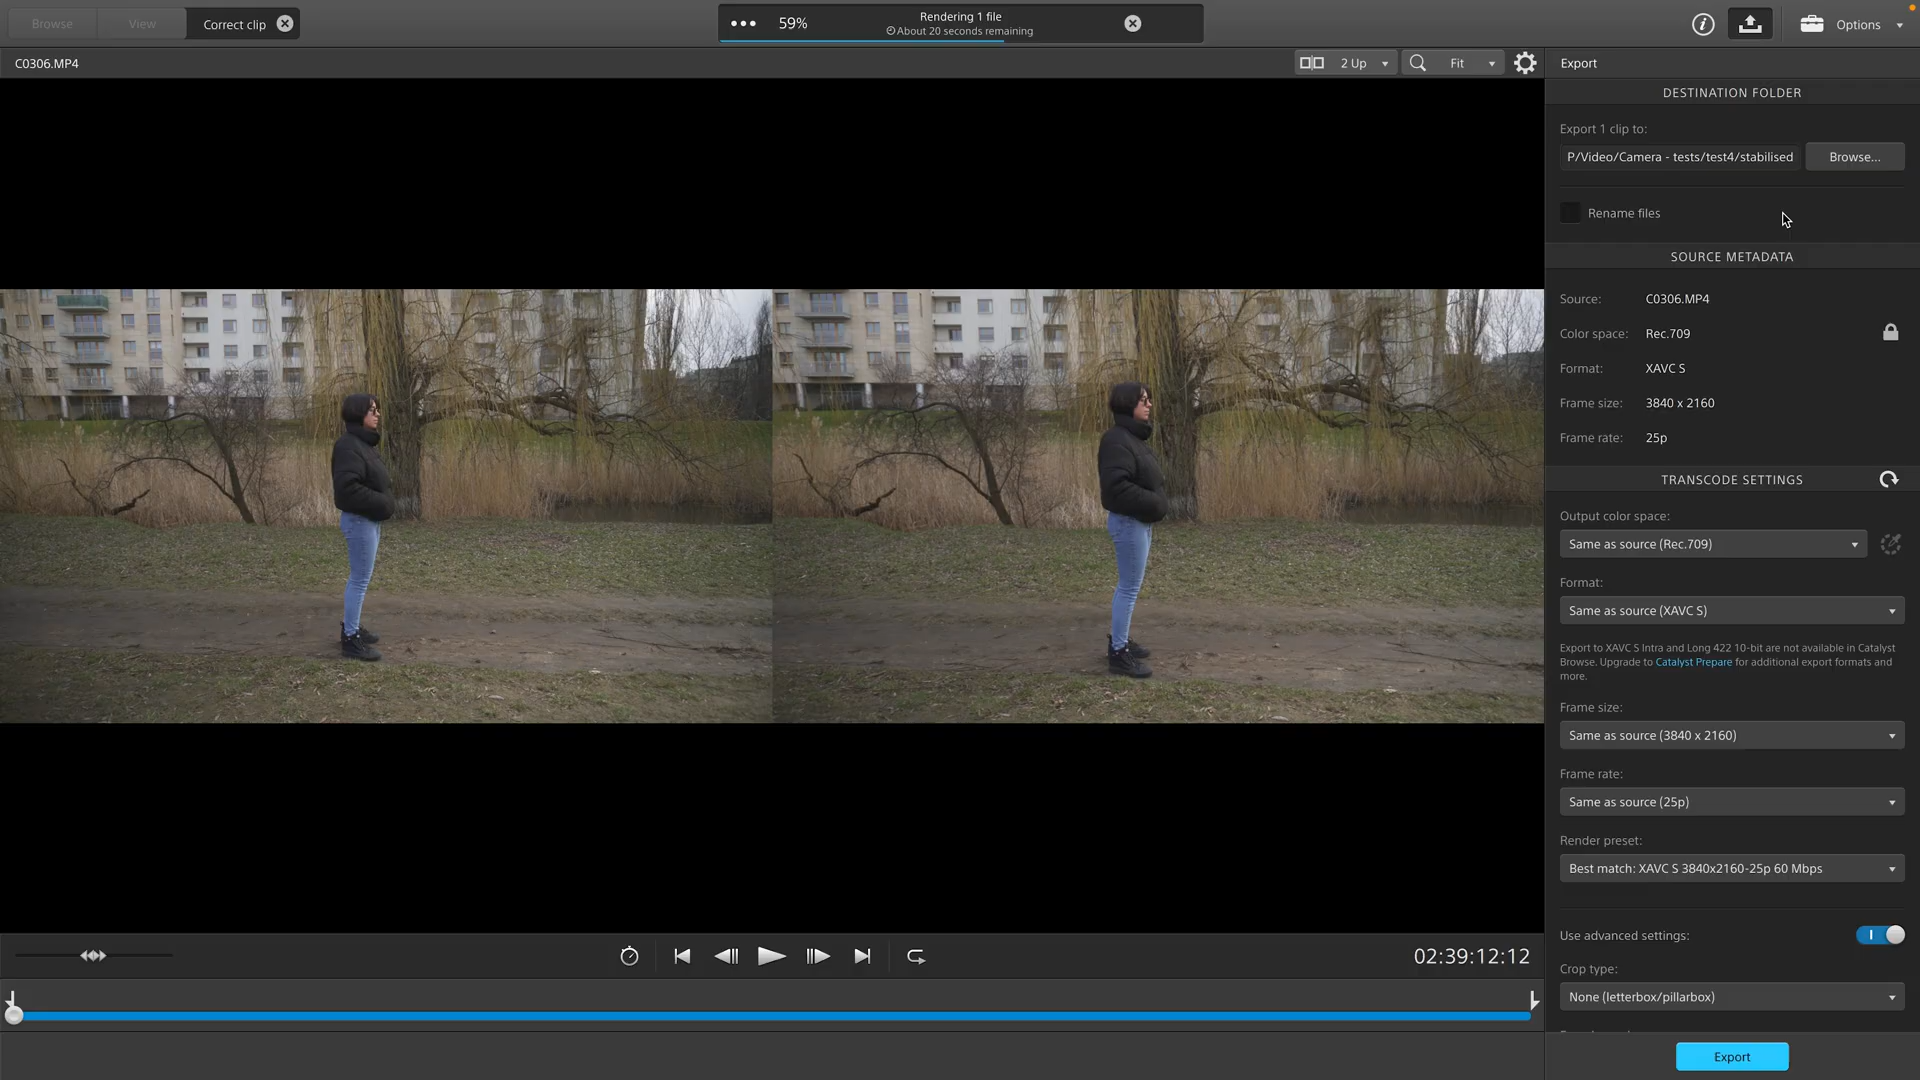 Browse
View
Correct clip
59%
Rendering 1 file
About 20 seconds remaining
Options
C0306.MP4
2 Up
Fit
Export
DESTINATION FOLDER
Export 1 clip to:
P/Video/Camera - tests/test4/stabilised
Browse...
Rename files
SOURCE METADATA
Source: C0306.MP4
Color space: Rec.709
Format: XAVC S
Frame size: 3840 x 2160
Frame rate: 25p
TRANSCODE SETTINGS
Output color space:
Same as source (Rec.709)
Format:
Same as source (XAVC S)
Export to XAVC S Intra and Long 422 10-bit are not available in Catalyst
Browse. Upgrade to Catalyst Prepare for additional export formats and
more.
Frame size:
Same as source (3840 x 2160)
Frame rate:
Same as source (25p)
Render preset:
Best match: XAVC S 3840x2160-25p 60 Mbps
Use advanced settings:
Crop type:
None (letterbox/pillarbox)
02:39:12:12
Export